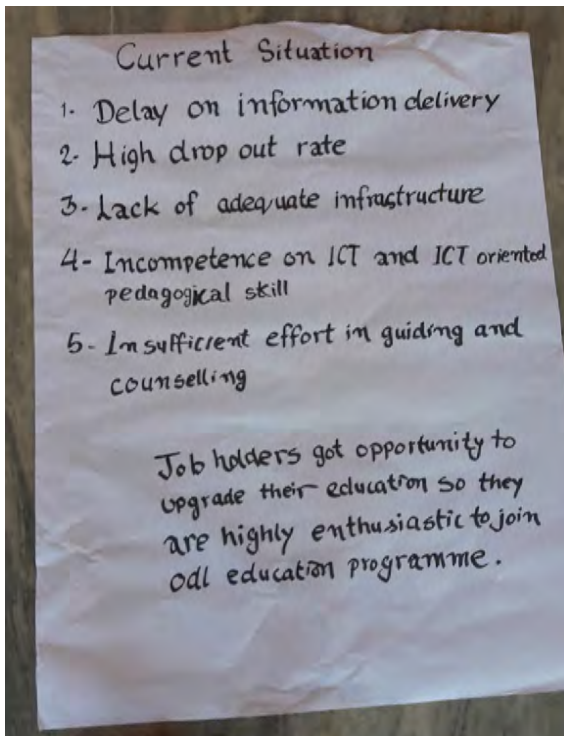 Current Situation
1. Delay on information delivery
2- High drop out rate
3. Lack of adequate infrastructure
4- Incompetence on ICT and ICT oriented
pedagogical skill
5- Insufficient effort in guiding and
counselling
Job holders got opportunity to
upgrade their education so they
are highly enthusiastic to join
odl education programme.